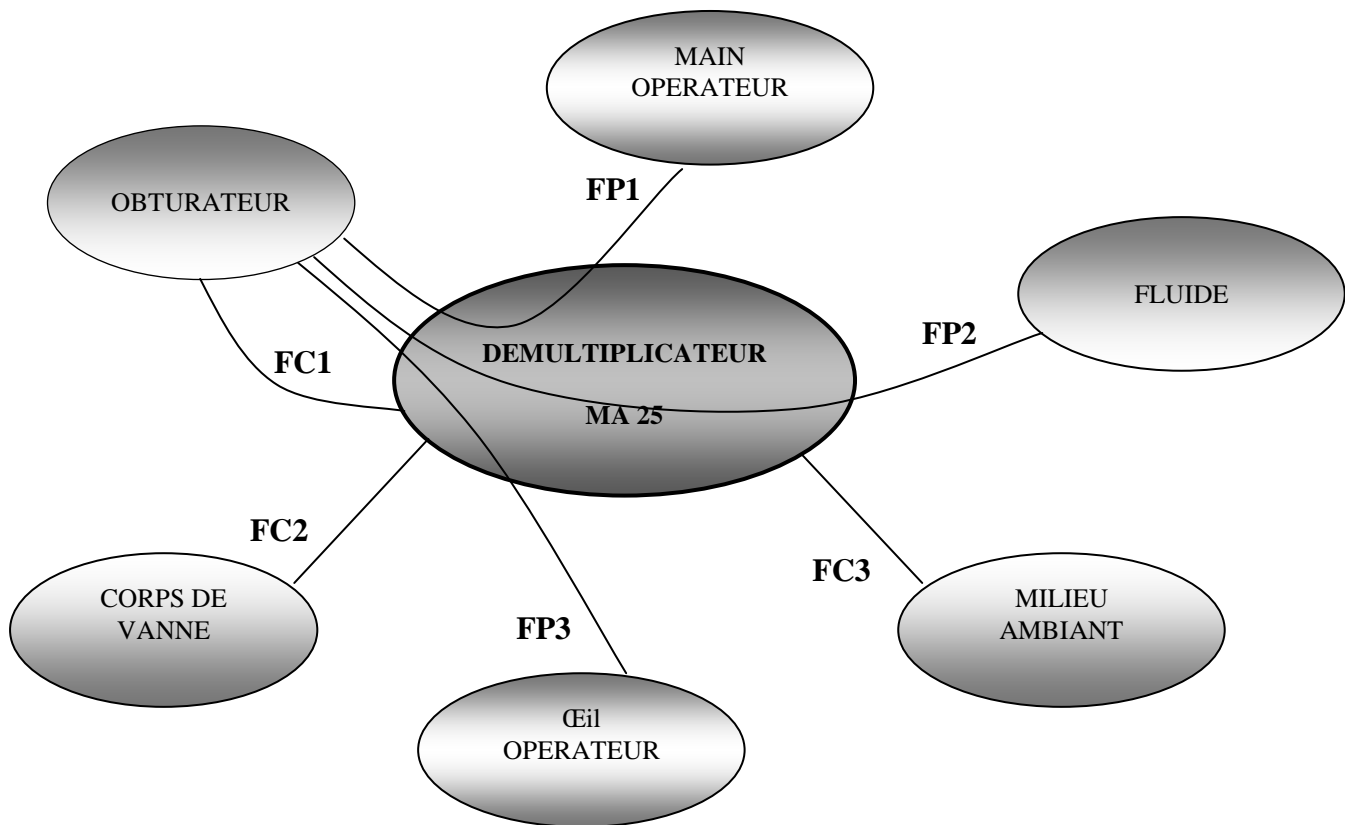 MAIN
OPERATEUR
OBTURATEUR
FP1
FLUIDE
FP2
DEMULTIPLICATEUR
MA 25
FC1
FC2
FC3
CORPS DE
VANNE
MILIEU
AMBIANT
FP3
Œil
OPERATEUR